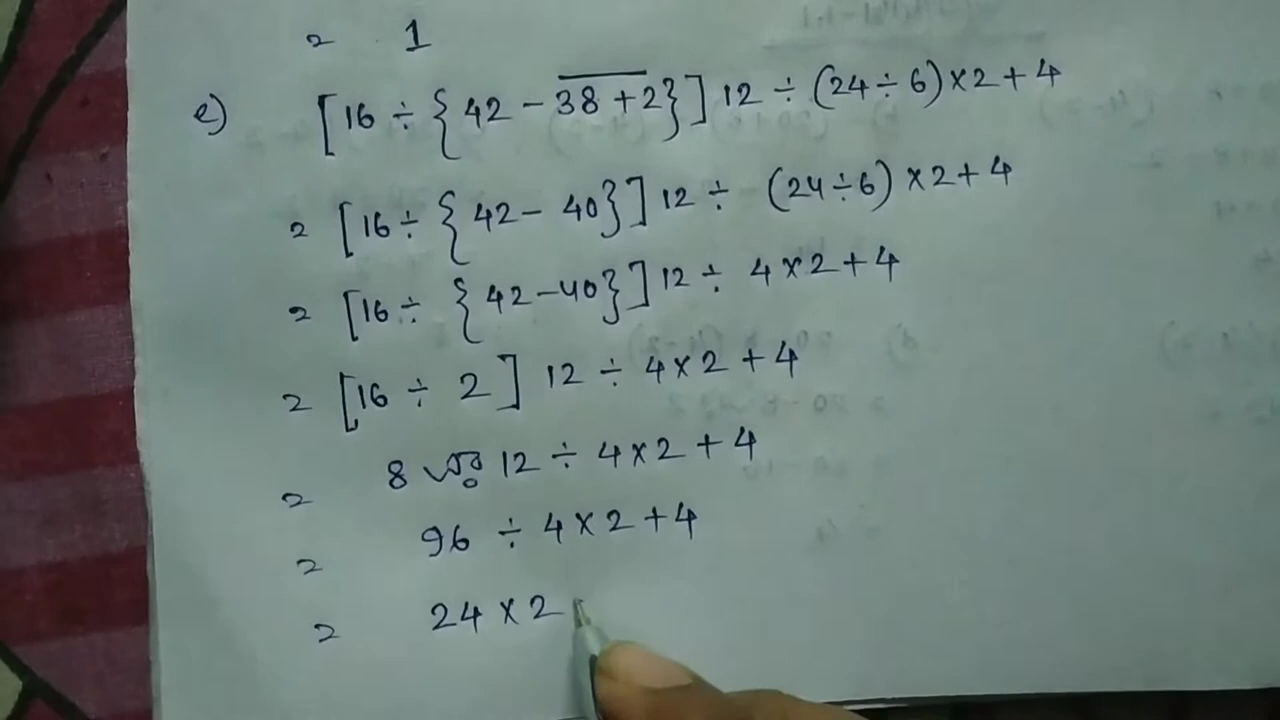 = 1
e) [16 ÷ {42 - \overline{38 + 2}}] 12 ÷ (24 ÷ 6) × 2 + 4
= [16 ÷ {42 - 40}] 12 ÷ (24 ÷ 6) × 2 + 4
= [16 ÷ {42 - 40}] 12 ÷ 4 × 2 + 4
= [16 ÷ 2] 12 ÷ 4 × 2 + 4
= 8 এর 12 ÷ 4 × 2 + 4
= 96 ÷ 4 × 2 + 4
= 24 × 2